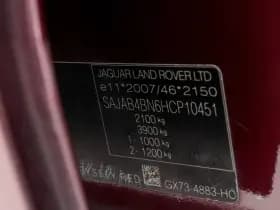 JAGUAR LAND ROVER LTD
e11*2007/46*2150
SAJAB4BN6HCP10451
2100 kg
3900 kg
1 - 1000 kg
2 - 1200 kg
RED GX73-4883-HC